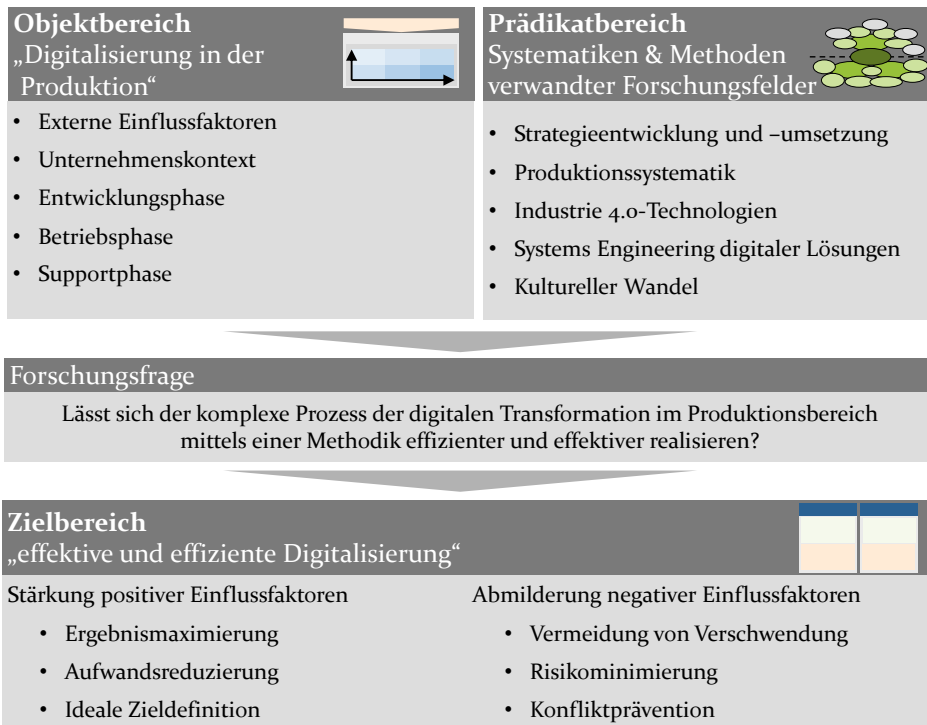 Objektbereich
„Digitalisierung in der
Produktion“
• Externe Einflussfaktoren
• Unternehmenskontext
• Entwicklungsphase
• Betriebsphase
• Supportphase
Prädikatbereich
Systematiken & Methoden
verwandter Forschungsfelder
• Strategieentwicklung und –umsetzung
• Produktionssystematik
• Industrie 4.0-Technologien
• Systems Engineering digitaler Lösungen
• Kultureller Wandel
Forschungsfrage
Lässt sich der komplexe Prozess der digitalen Transformation im Produktionsbereich
mittels einer Methodik effizienter und effektiver realisieren?
Zielbereich
„effektive und effiziente Digitalisierung“
Stärkung positiver Einflussfaktoren
• Ergebnismaximierung
• Aufwandsreduzierung
• Ideale Zieldefinition
Abmilderung negativer Einflussfaktoren
• Vermeidung von Verschwendung
• Risikominimierung
• Konfliktprävention